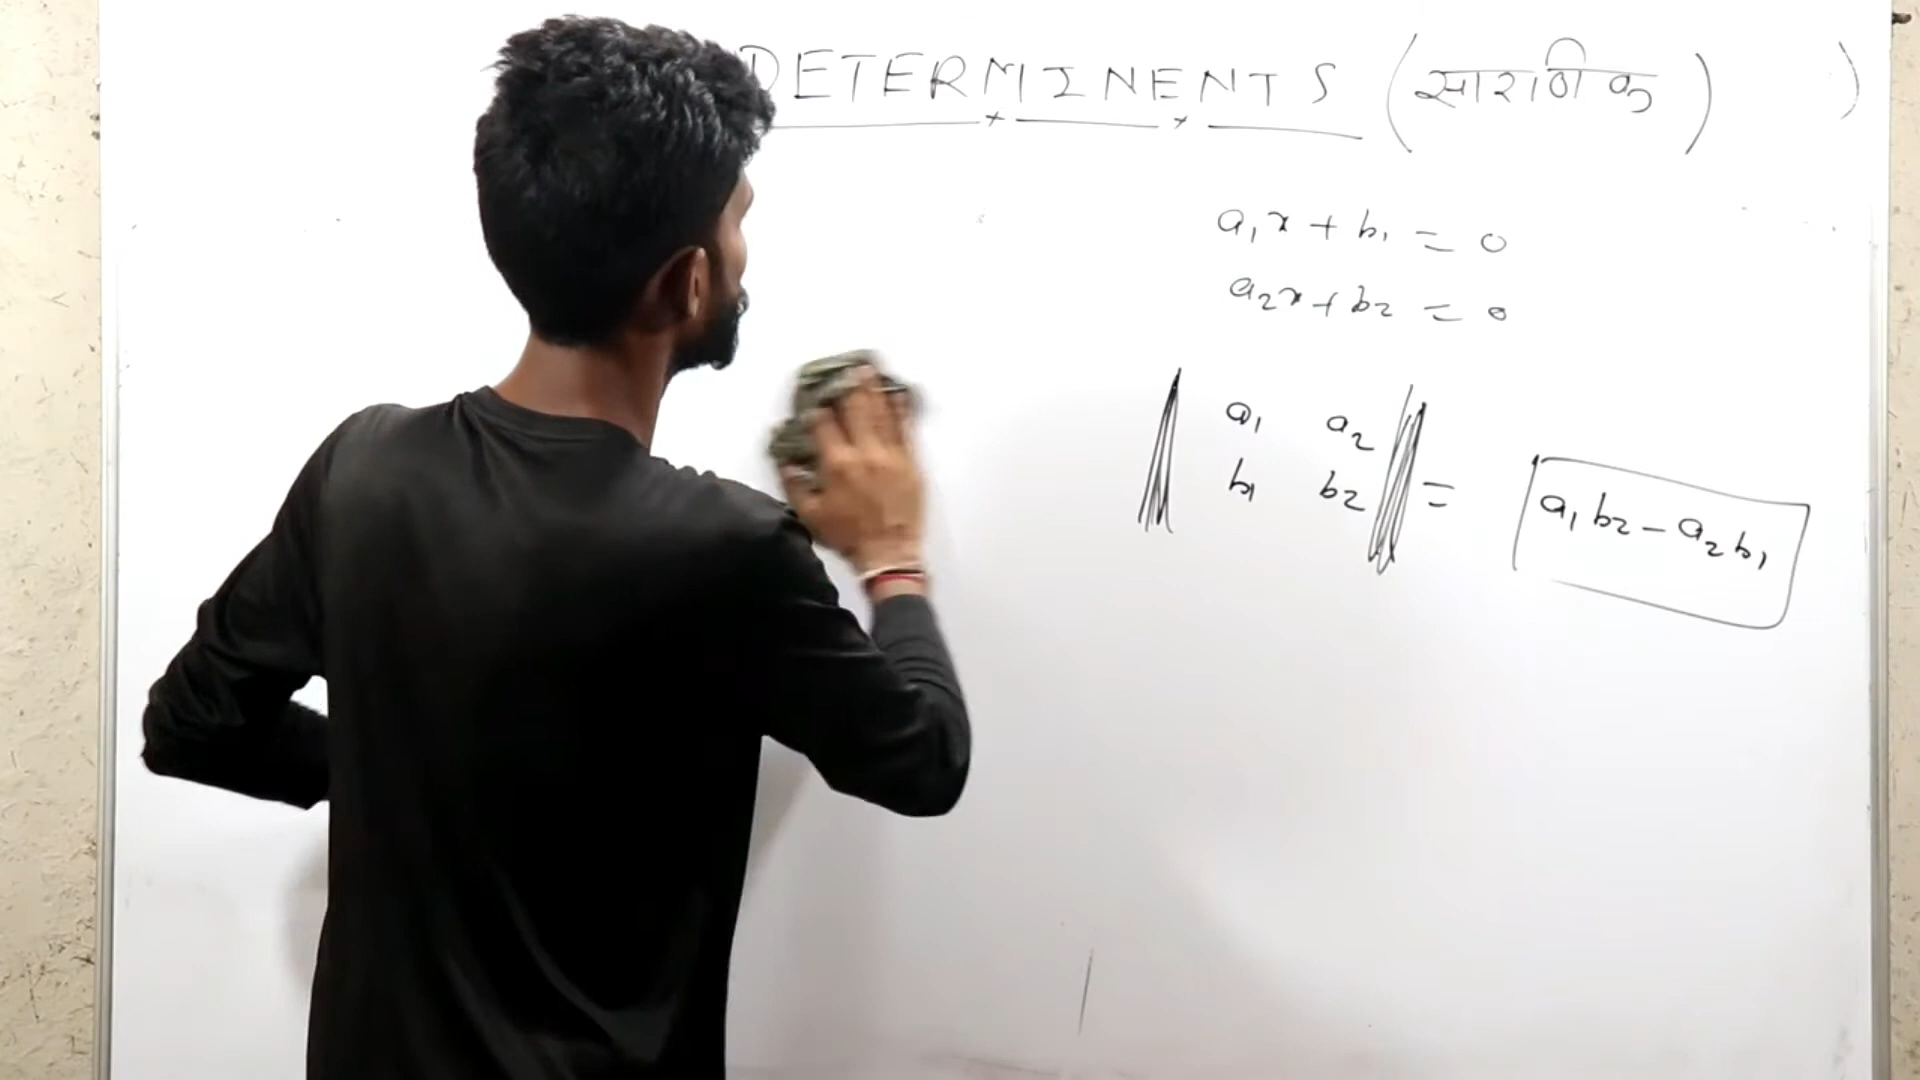 DETERMINENTS (सारणिक) )
a₁x + b₁ = 0
a₂x + b₂ = 0
a₁ a₂
b₁ b₂ = a₁b₂ - a₂b₁